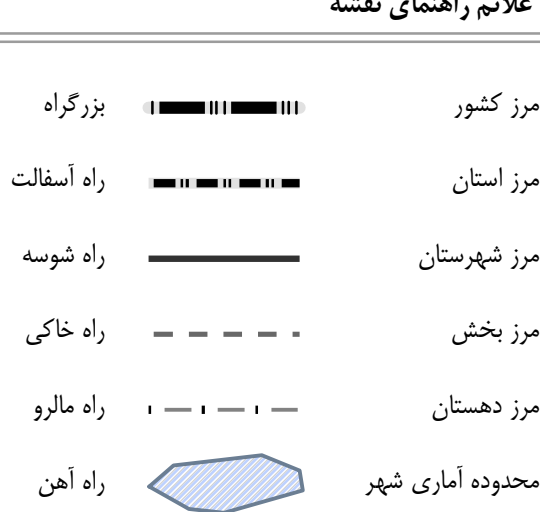 علائم راهنمای نقشه
مرز کشور
بزرگراه
مرز استان
راه آسفالت
مرز شهرستان
راه شوسه
مرز بخش
راه خاکی
مرز دهستان
راه مالرو
محدوده آماری شهر
راه آهن